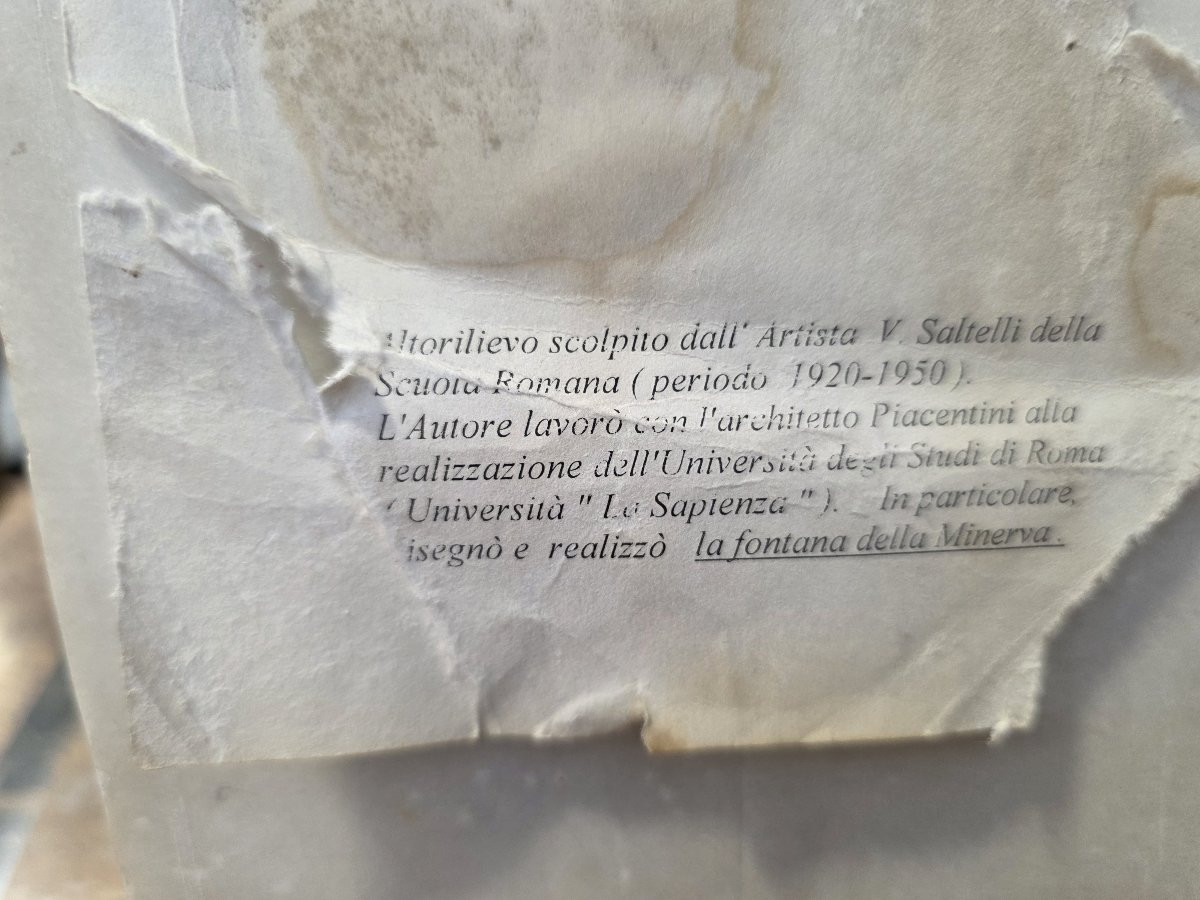 Altorilievo scolpito dall' Artista V. Saltelli della
Scuola Romana ( periodo 1920-1950 ).
L'Autore lavorò con l'architetto Piacentini alla
realizzazione dell'Università degli Studi di Roma
( Università " La Sapienza " ). In particolare,
isegnò e realizzò la fontana della Minerva .